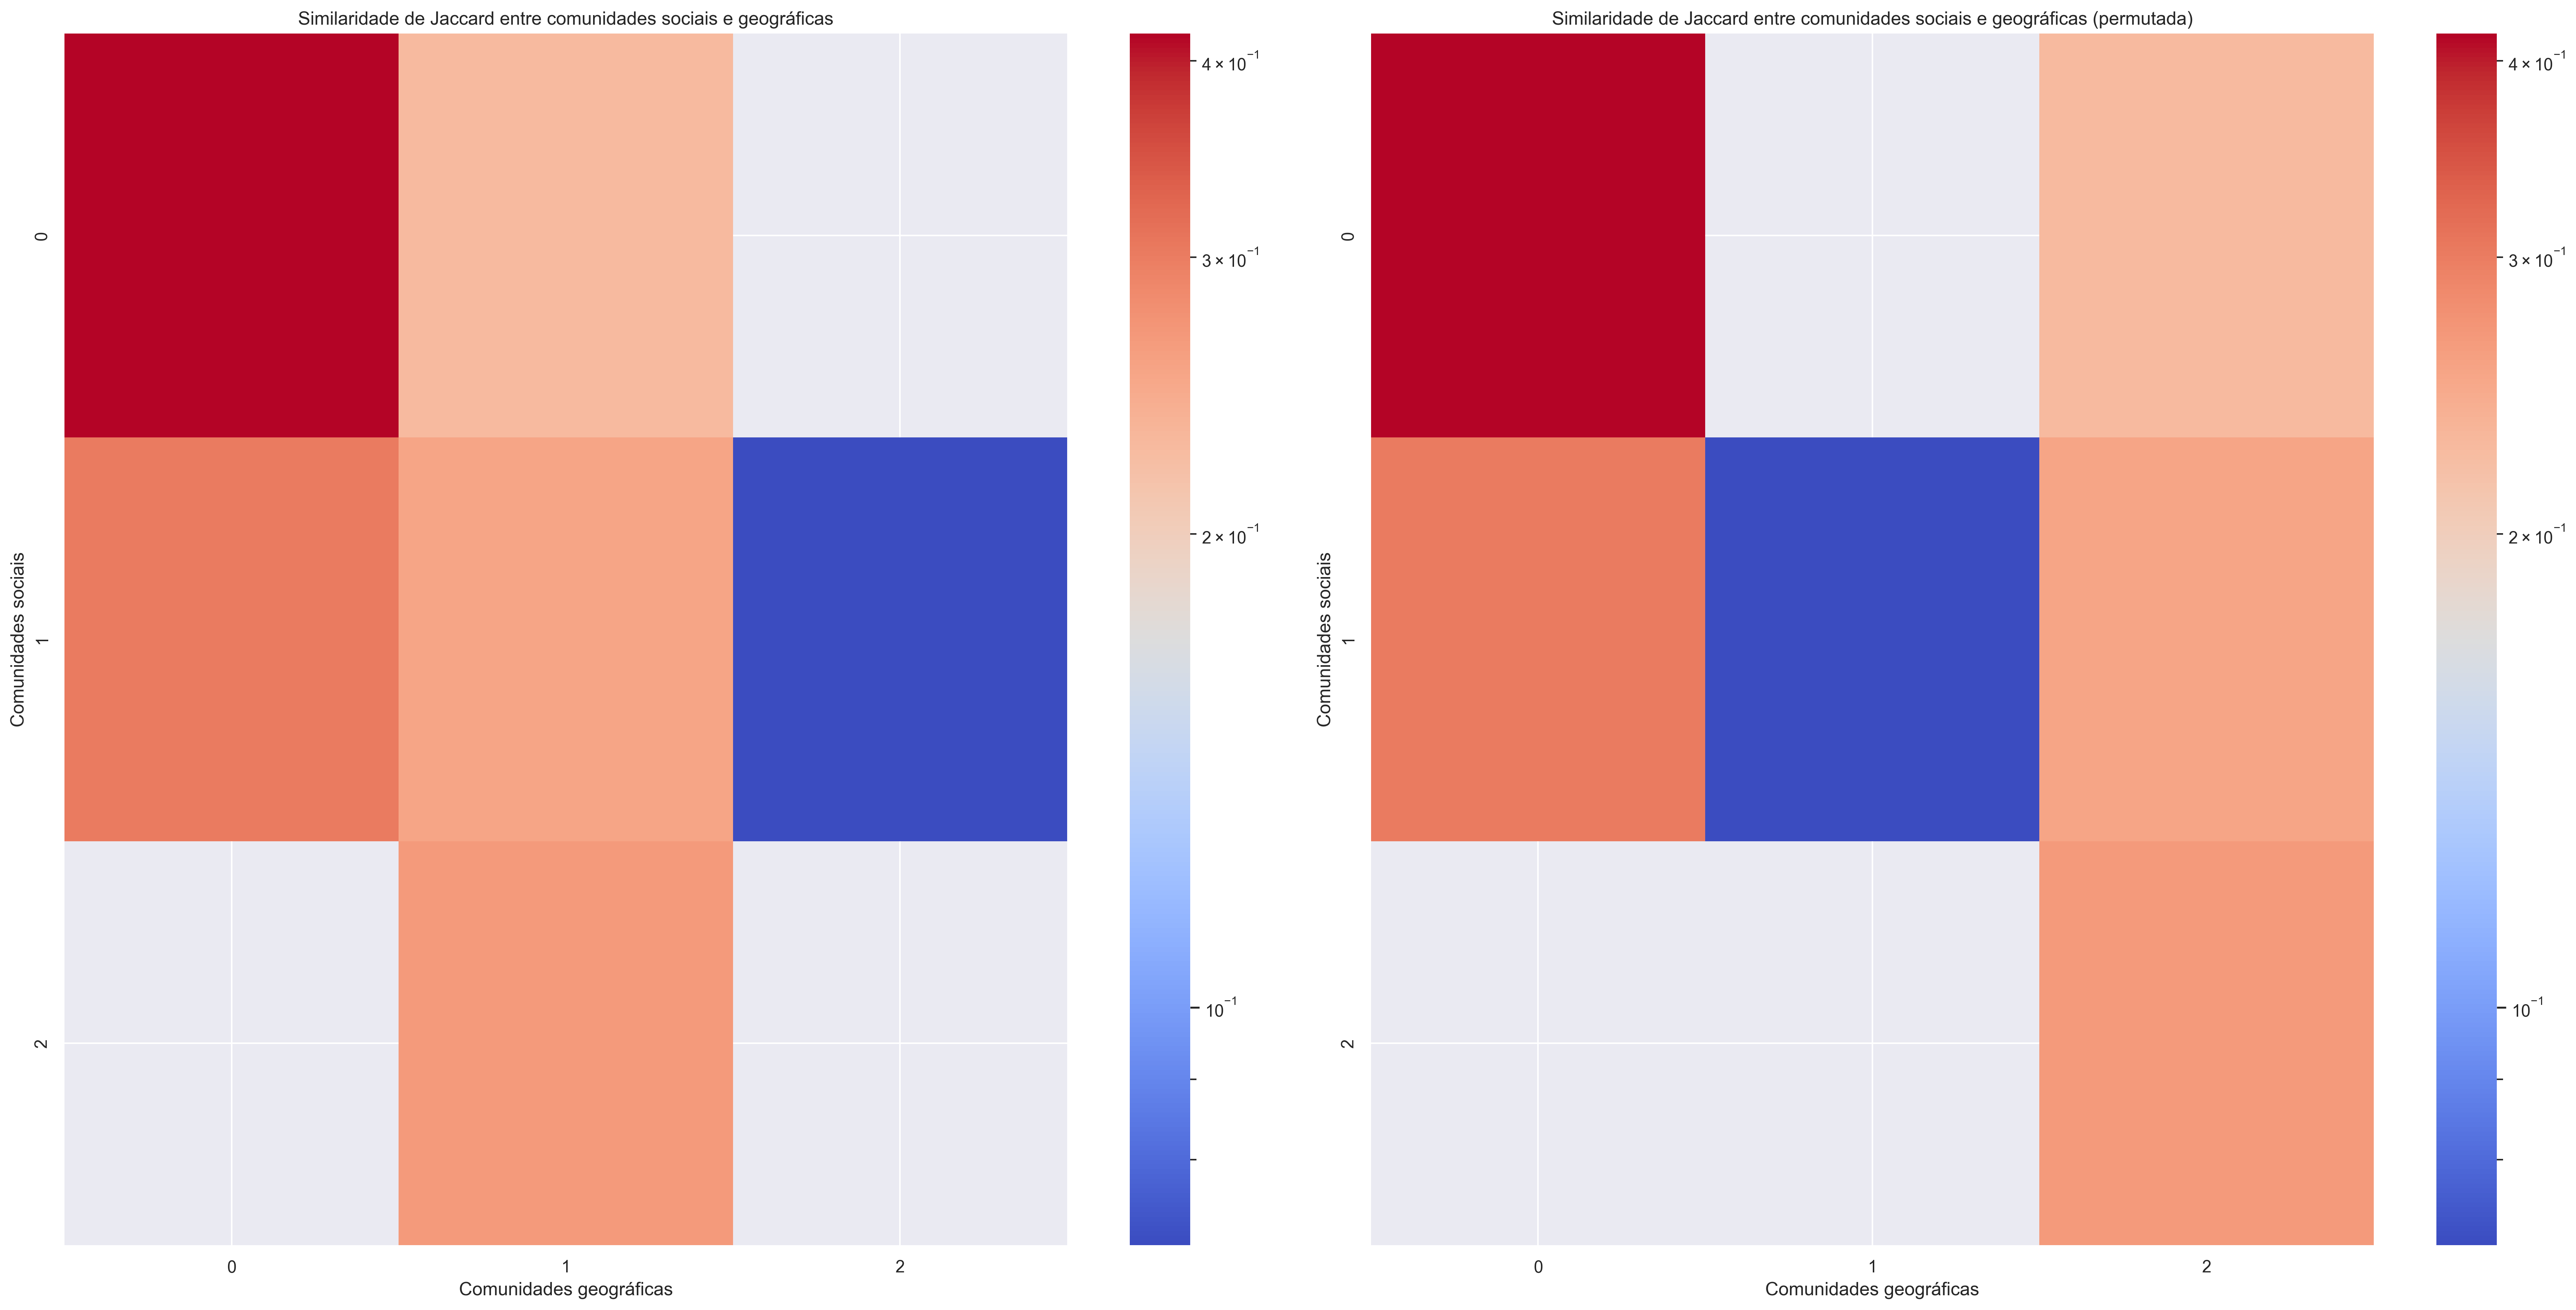 Similaridade de Jaccard entre comunidades sociais e geográficas
Comunidades sociais
0
1
2
0 1 2
Comunidades geográficas
4 × 10⁻¹
3 × 10⁻¹
2 × 10⁻¹
10⁻¹
Similaridade de Jaccard entre comunidades sociais e geográficas (permutada)
Comunidades sociais
0
1
2
0 1 2
Comunidades geográficas
4 × 10⁻¹
3 × 10⁻¹
2 × 10⁻¹
10⁻¹